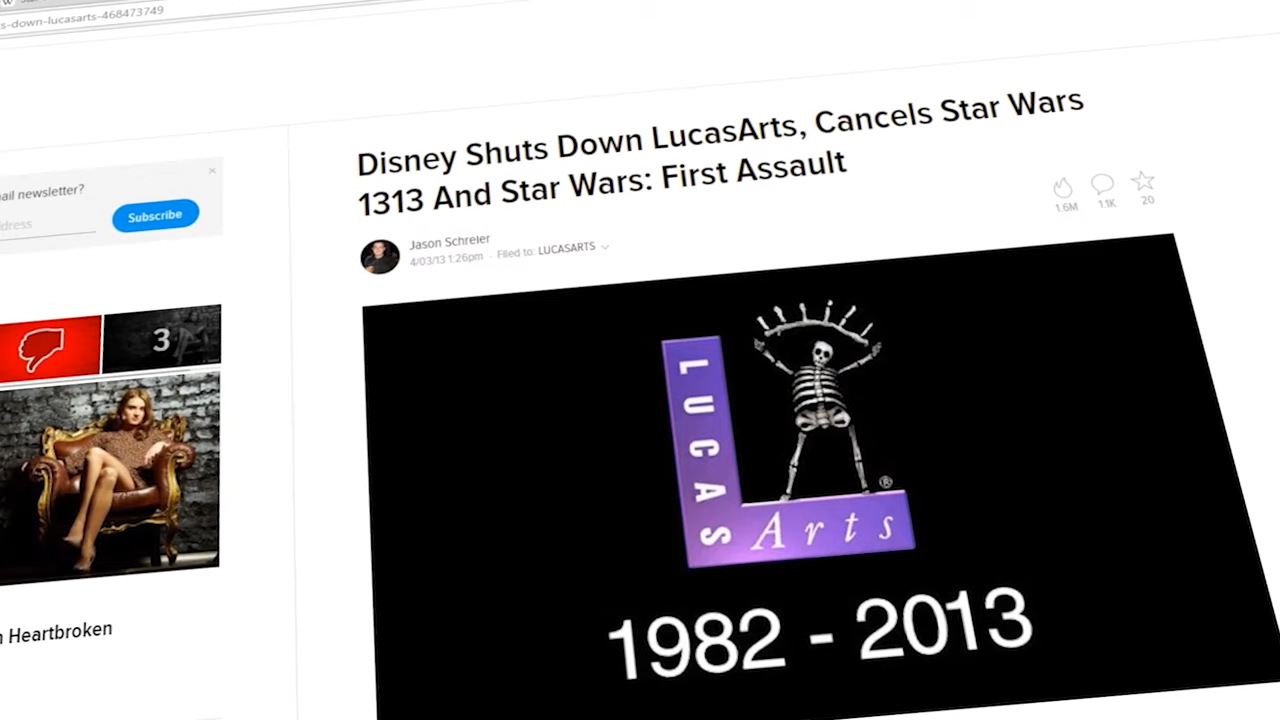 s-down-lucasarts-468473749
ail newsletter?
dress
Subscribe
Disney Shuts Down LucasArts, Cancels Star Wars
1313 And Star Wars: First Assault
Jason Schreier
4/03/13 1:26pm · Filed to: LUCASARTS
1.6M
1.1K
20
3
LUCAS
Arts
®
1982 - 2013
n Heartbroken